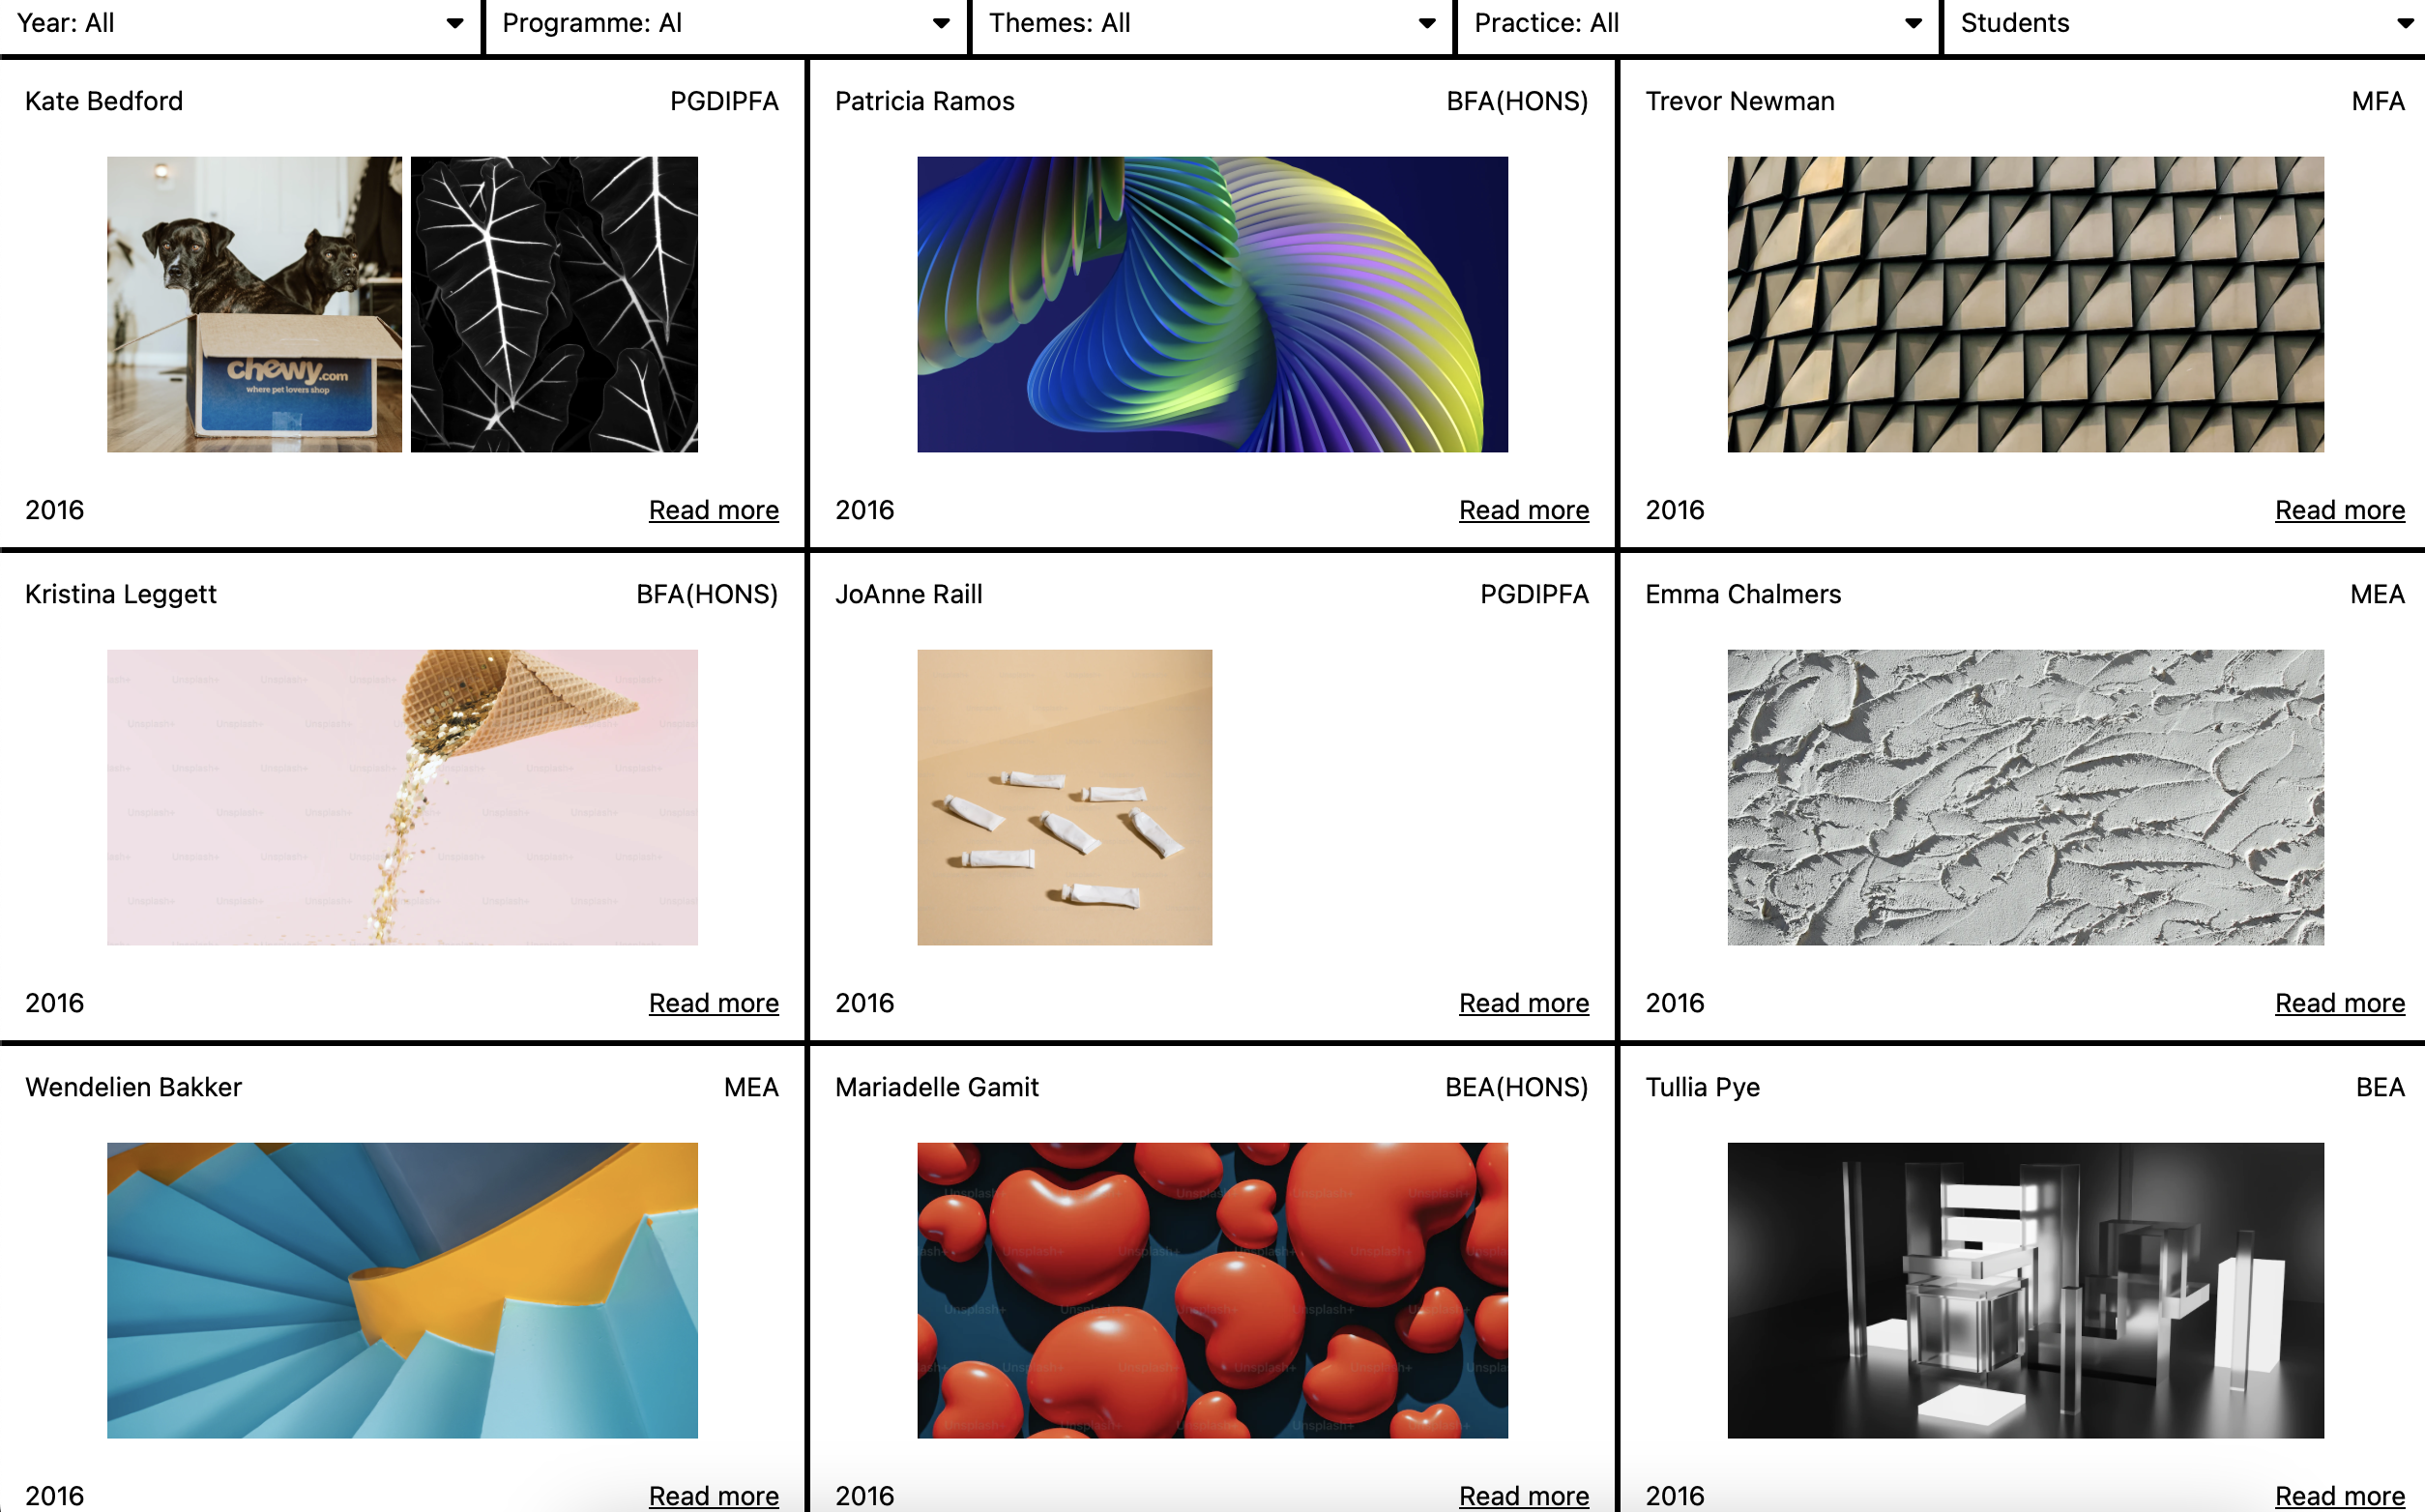 Year: All
Programme: Al
Themes: All
Practice: All
Students
Kate Bedford
PGDIPFA
chewy.com
where pet lovers shop
2016
Read more
Patricia Ramos
BFA(HONS)
2016
Read more
Trevor Newman
MFA
2016
Read more
Kristina Leggett
BFA(HONS)
Unsplash+
2016
Read more
JoAnne Raill
PGDIPFA
2016
Read more
Emma Chalmers
MEA
2016
Read more
Wendelien Bakker
MEA
2016
Read more
Mariadelle Gamit
BEA(HONS)
Unsplash+
2016
Read more
Tullia Pye
BEA
2016
Read more